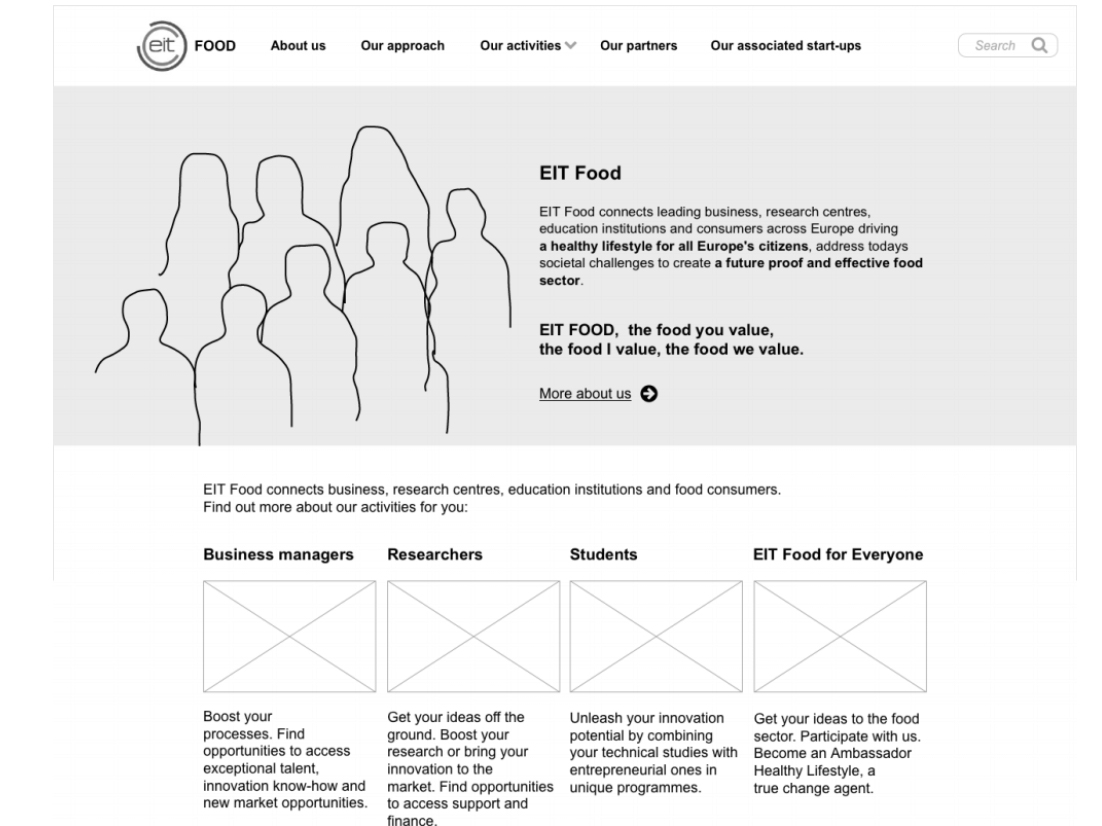 eit FOOD About us Our approach Our activities Our partners Our associated start-ups Search
EIT Food
EIT Food connects leading business, research centres,
education institutions and consumers across Europe driving
a healthy lifestyle for all Europe's citizens, address todays
societal challenges to create a future proof and effective food
sector.
EIT FOOD, the food you value,
the food I value, the food we value.
More about us
EIT Food connects business, research centres, education institutions and food consumers.
Find out more about our activities for you:
Business managers
Boost your
processes. Find
opportunities to access
exceptional talent,
innovation know-how and
new market opportunities.
Researchers
Get your ideas off the
ground. Boost your
research or bring your
innovation to the
market. Find opportunities
to access support and
finance.
Students
Unleash your innovation
potential by combining
your technical studies with
entrepreneurial ones in
unique programmes.
EIT Food for Everyone
Get your ideas to the food
sector. Participate with us.
Become an Ambassador
Healthy Lifestyle, a
true change agent.